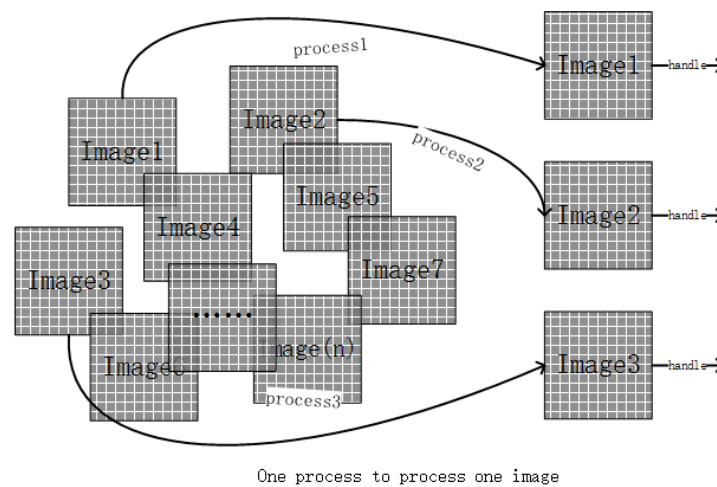 process1
Image1
handle
Image2
Image1
process2
Image5
Image4
Image2
handle
Image3
Image7
......
Image(n)
Image3
handle
process3
One process to process one image